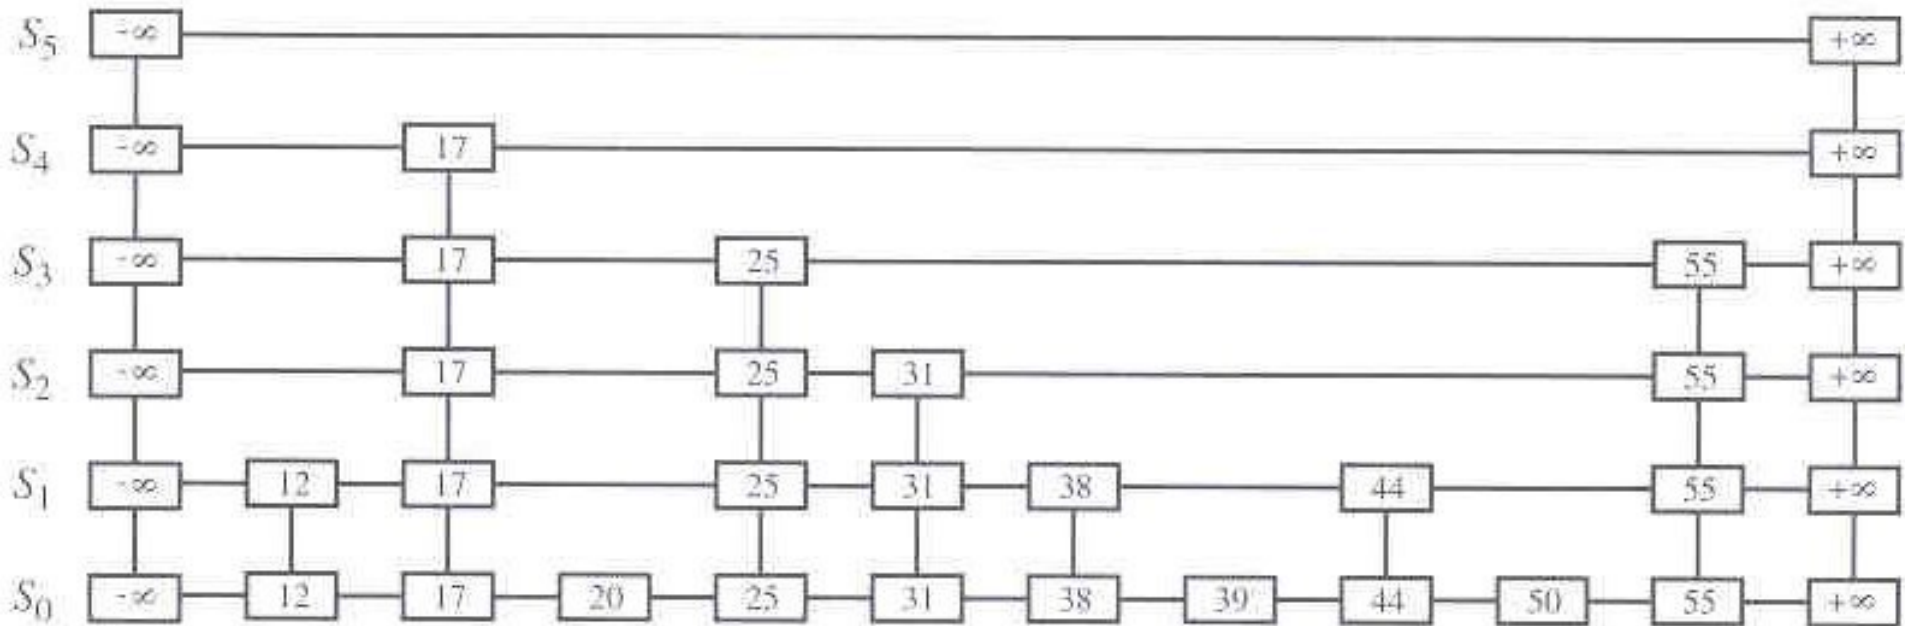 S5 -∞ +∞
S4 -∞ 17 +∞
S3 -∞ 17 25 55 +∞
S2 -∞ 17 25 31 55 +∞
S1 -∞ 12 17 25 31 38 44 55 +∞
S0 -∞ 12 17 20 25 31 38 39 44 50 55 +∞